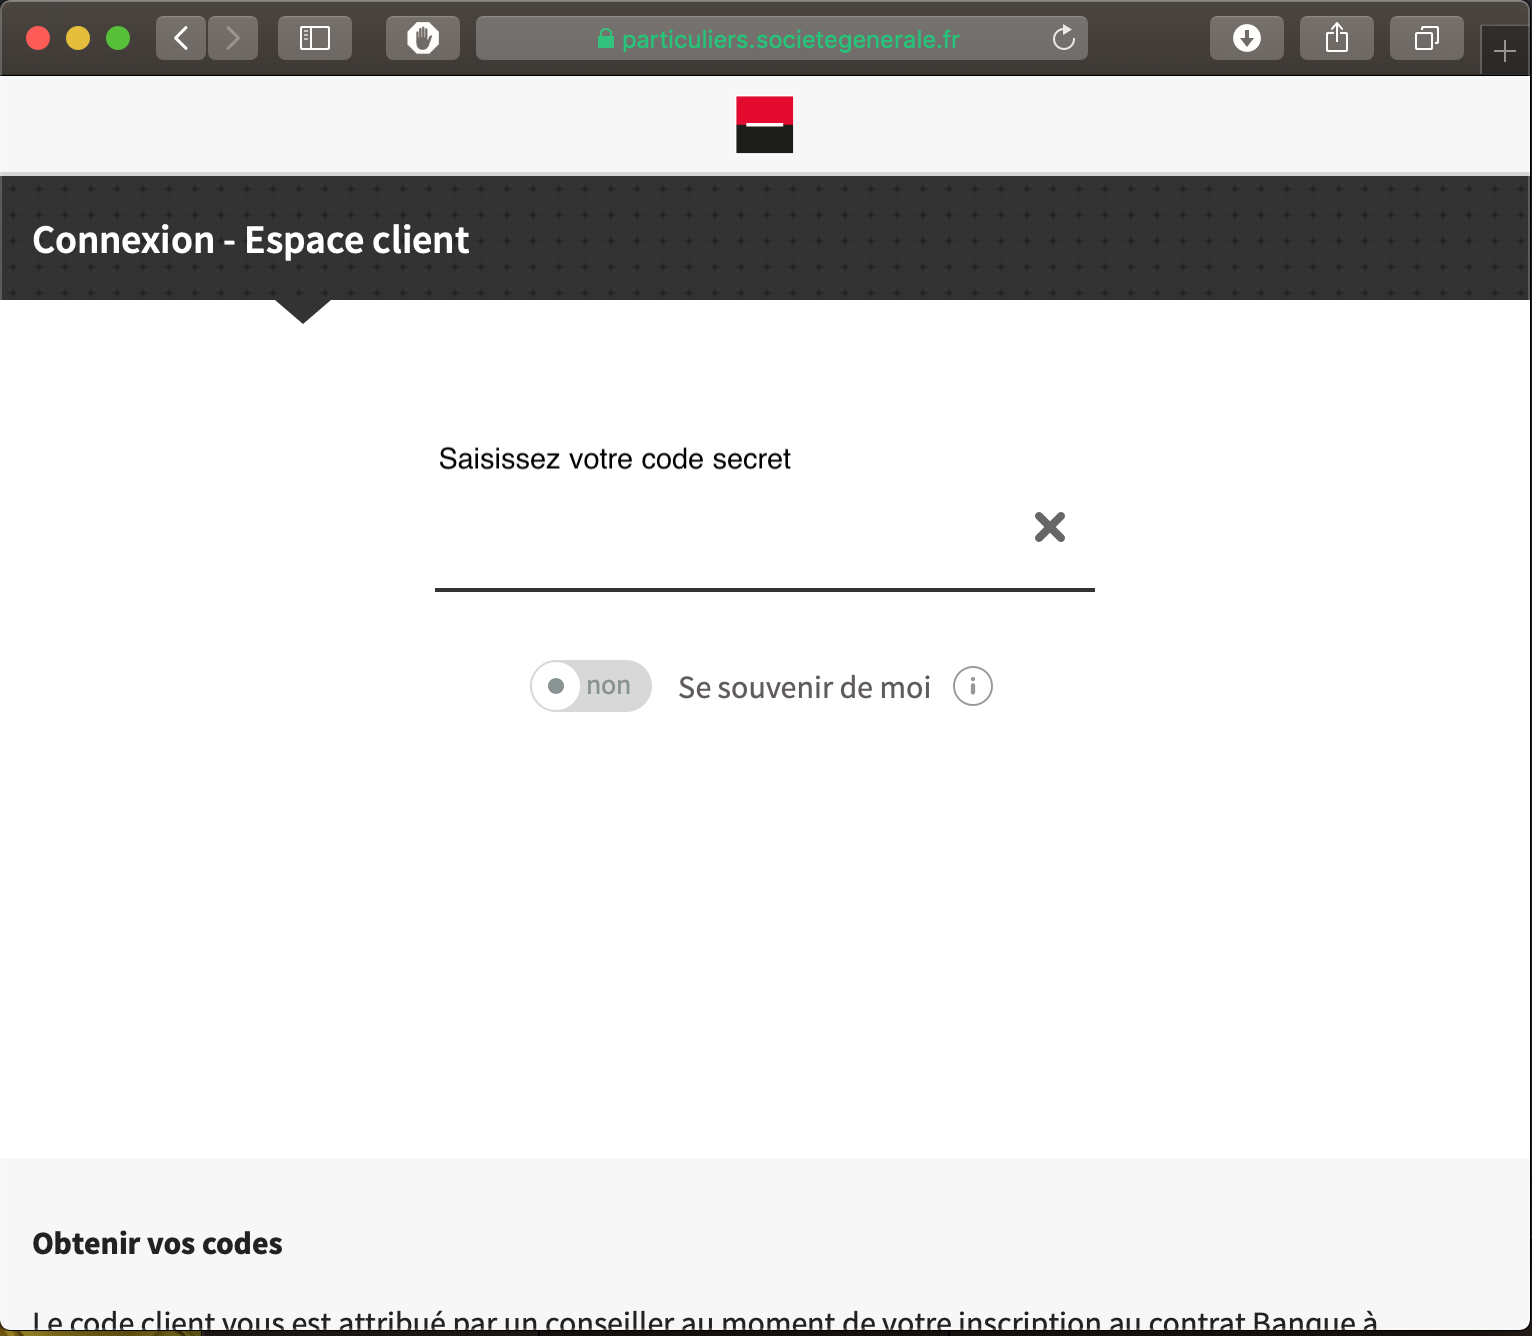 particuliers.societegenerale.fr
Connexion - Espace client
Saisissez votre code secret
non
Se souvenir de moi
Obtenir vos codes
Le code client vous est attribué par un conseiller au moment de votre inscription au contrat Banque à